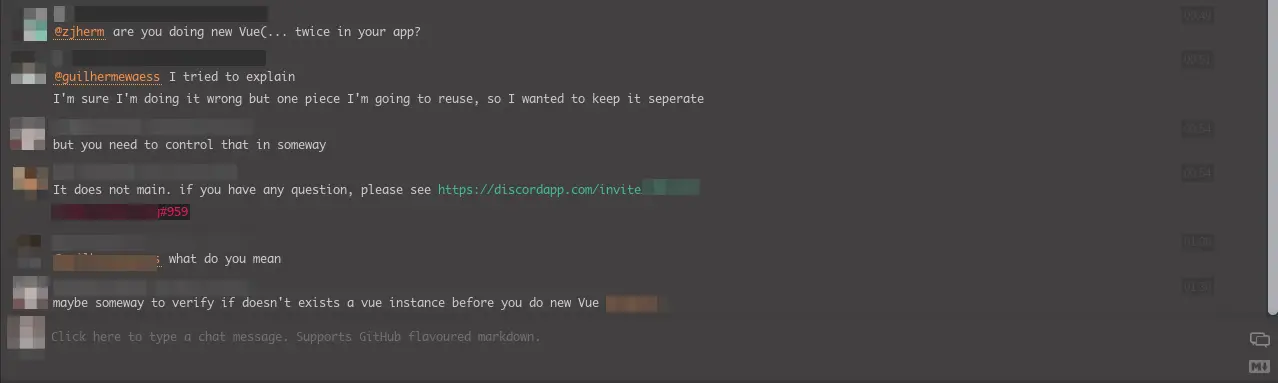 @zjherm are you doing new Vue(... twice in your app?
@guilhermewaess I tried to explain
I'm sure I'm doing it wrong but one piece I'm going to reuse, so I wanted to keep it seperate
but you need to control that in someway
It does not main. if you have any question, please see https://discordapp.com/invite
#959
what do you mean
maybe someway to verify if doesn't exists a vue instance before you do new Vue
Click here to type a chat message. Supports GitHub flavoured markdown.